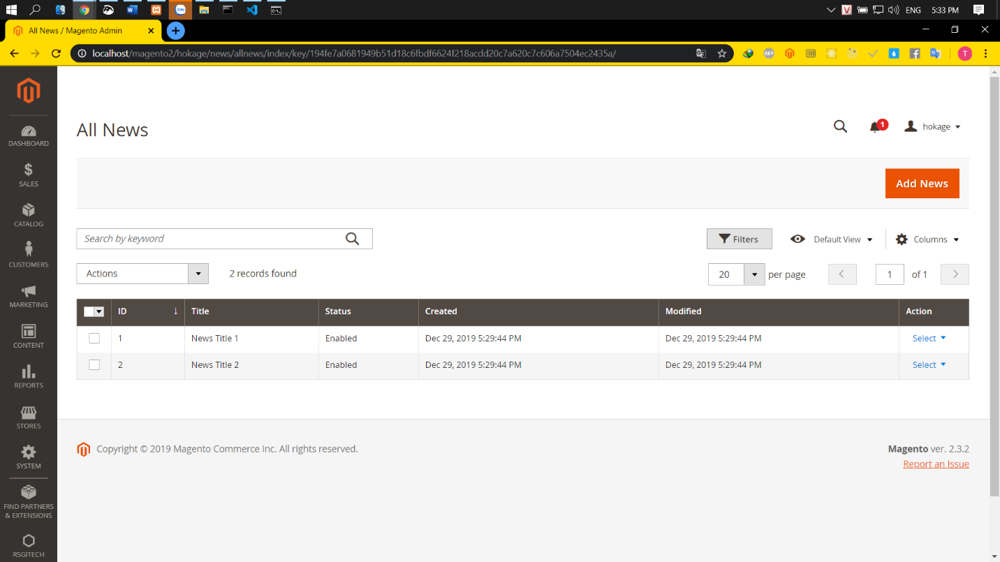 ENG 5:33 PM
All News / Magento Admin
localhost/magento2/hokage/news/allnews/index/key/194fe7a0681949b51d18c6fbdf6624f218acdd20c7a620c7c606a7504ec2435a/
ABP
T
DASHBOARD
SALES
CATALOG
CUSTOMERS
MARKETING
CONTENT
REPORTS
STORES
SYSTEM
FIND PARTNERS
& EXTENSIONS
RSGITECH
All News
1
hokage
Add News
Search by keyword
Filters
Default View
Columns
Actions
2 records found
20 per page
1 of 1
ID Title Status Created Modified Action
1 News Title 1 Enabled Dec 29, 2019 5:29:44 PM Dec 29, 2019 5:29:44 PM Select
2 News Title 2 Enabled Dec 29, 2019 5:29:44 PM Dec 29, 2019 5:29:44 PM Select
Copyright © 2019 Magento Commerce Inc. All rights reserved.
Magento ver. 2.3.2
Report an Issue